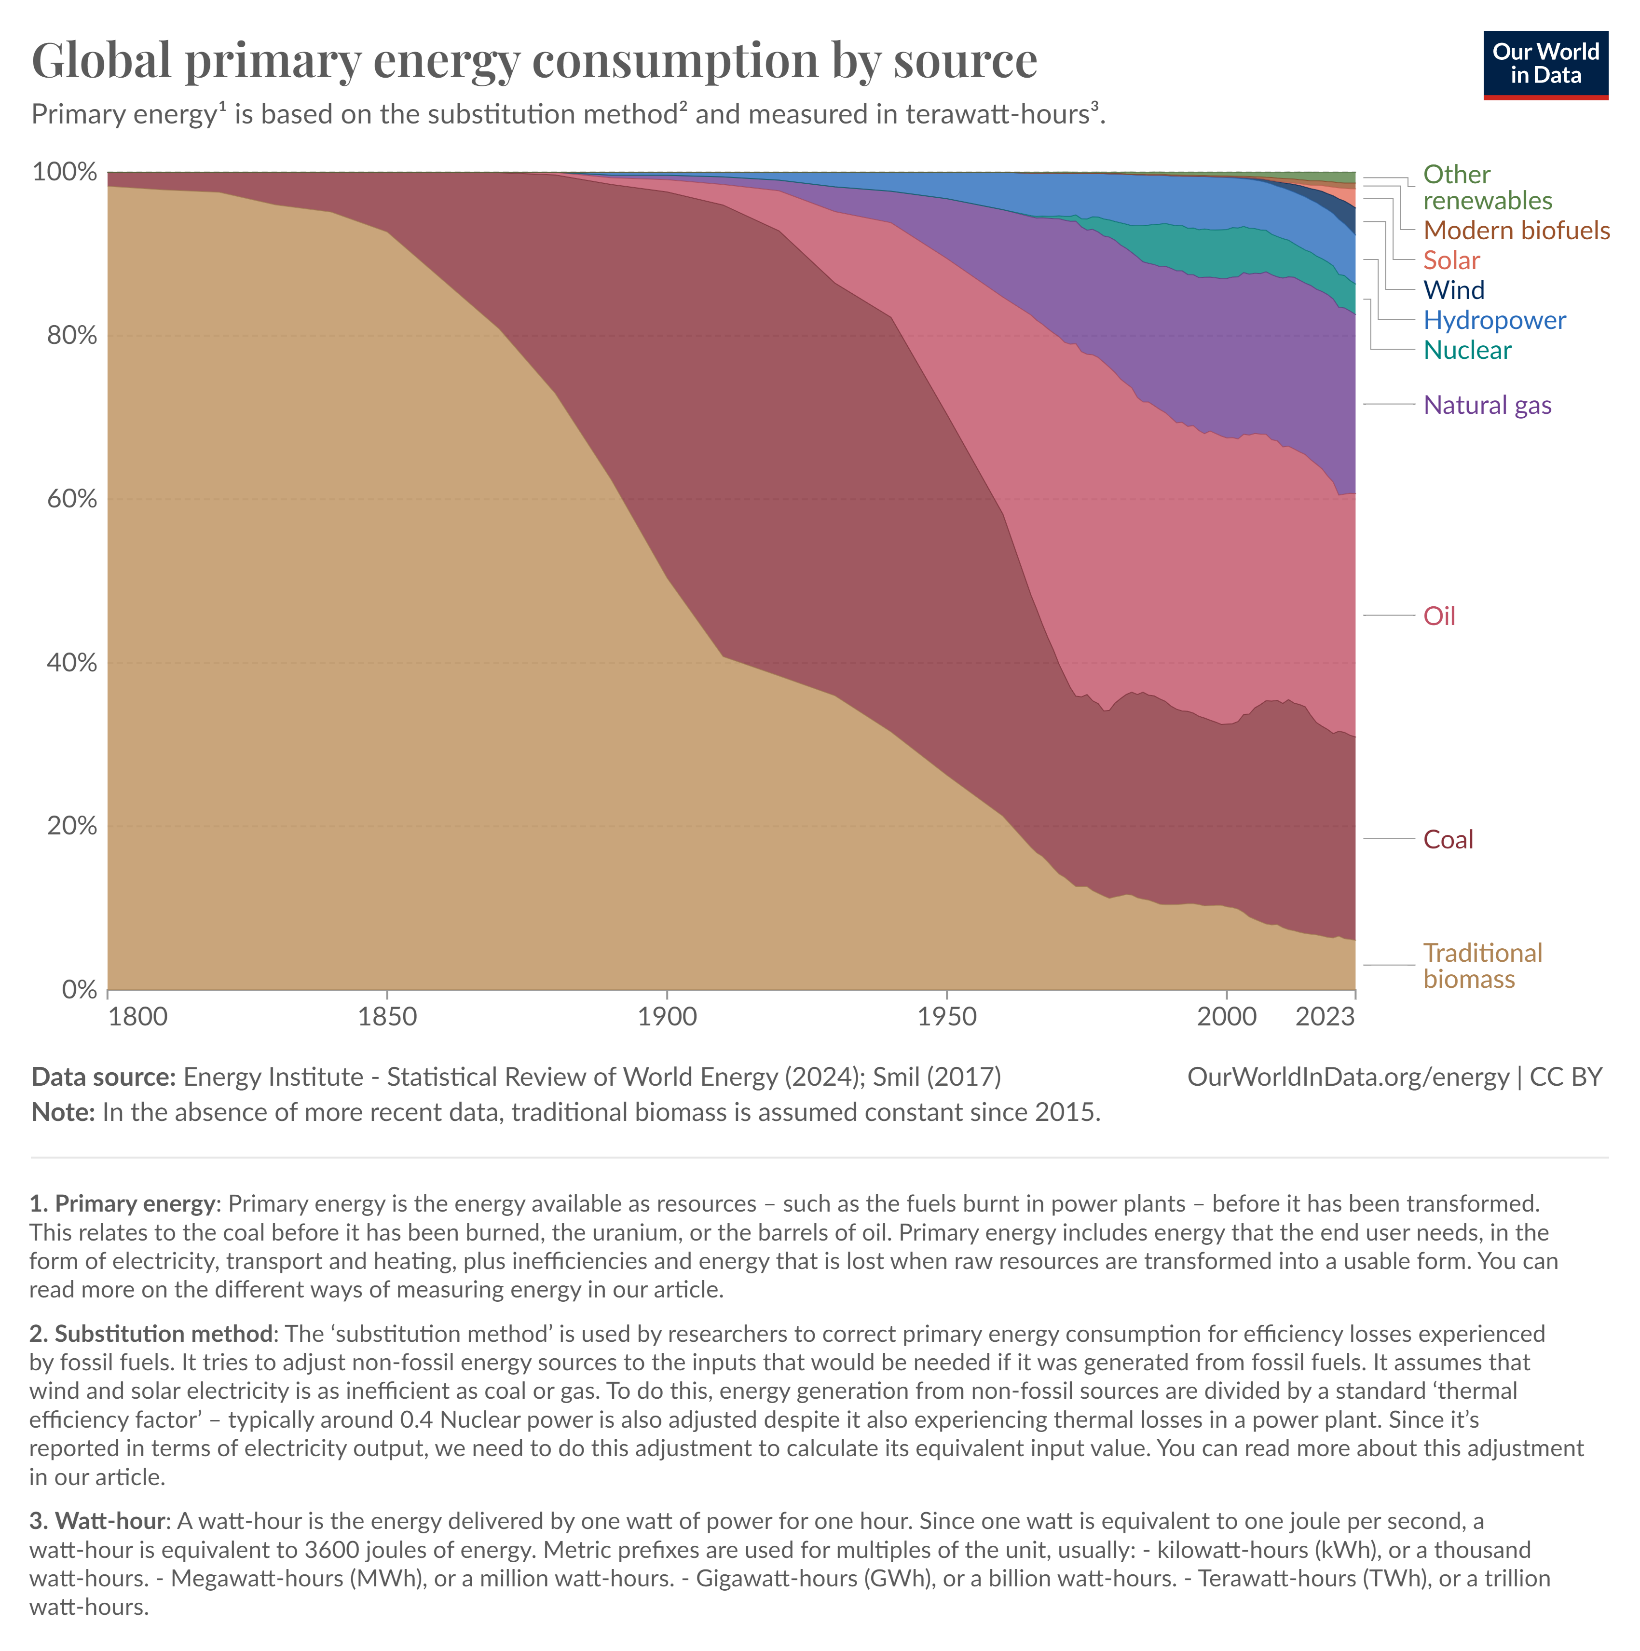 Global primary energy consumption by source
Our World
in Data
Primary energy¹ is based on the substitution method² and measured in terawatt-hours³.
100%
80%
60%
40%
20%
0%
1800
1850
1900
1950
2000
2023
Other
renewables
Modern biofuels
Solar
Wind
Hydropower
Nuclear
Natural gas
Oil
Coal
Traditional
biomass
Data source: Energy Institute - Statistical Review of World Energy (2024); Smil (2017)
OurWorldInData.org/energy | CC BY
Note: In the absence of more recent data, traditional biomass is assumed constant since 2015.
1. Primary energy: Primary energy is the energy available as resources – such as the fuels burnt in power plants – before it has been transformed.
This relates to the coal before it has been burned, the uranium, or the barrels of oil. Primary energy includes energy that the end user needs, in the
form of electricity, transport and heating, plus inefficiencies and energy that is lost when raw resources are transformed into a usable form. You can
read more on the different ways of measuring energy in our article.
2. Substitution method: The ‘substitution method’ is used by researchers to correct primary energy consumption for efficiency losses experienced
by fossil fuels. It tries to adjust non-fossil energy sources to the inputs that would be needed if it was generated from fossil fuels. It assumes that
wind and solar electricity is as inefficient as coal or gas. To do this, energy generation from non-fossil sources are divided by a standard ‘thermal
efficiency factor’ – typically around 0.4 Nuclear power is also adjusted despite it also experiencing thermal losses in a power plant. Since it’s
reported in terms of electricity output, we need to do this adjustment to calculate its equivalent input value. You can read more about this adjustment
in our article.
3. Watt-hour: A watt-hour is the energy delivered by one watt of power for one hour. Since one watt is equivalent to one joule per second, a
watt-hour is equivalent to 3600 joules of energy. Metric prefixes are used for multiples of the unit, usually: - kilowatt-hours (kWh), or a thousand
watt-hours. - Megawatt-hours (MWh), or a million watt-hours. - Gigawatt-hours (GWh), or a billion watt-hours. - Terawatt-hours (TWh), or a trillion
watt-hours.